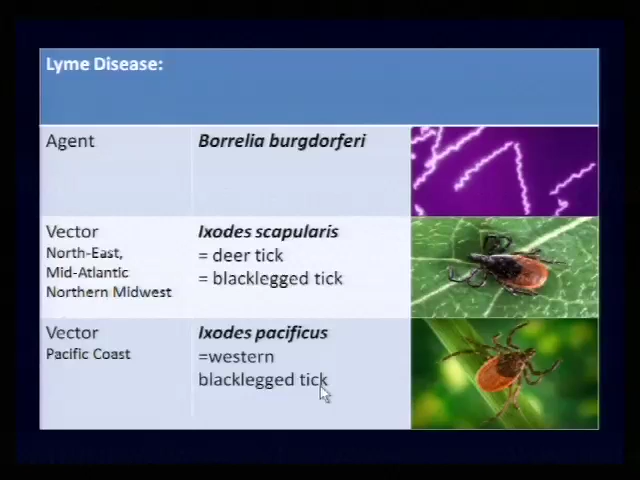 Lyme Disease:
Agent
Borrelia burgdorferi
Vector
North-East,
Mid-Atlantic
Northern Midwest
Ixodes scapularis
= deer tick
= blacklegged tick
Vector
Pacific Coast
Ixodes pacificus
=western
blacklegged tick